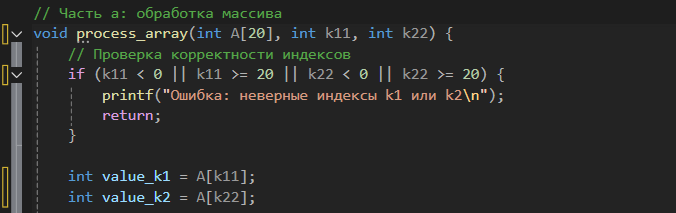 // Часть а: обработка массива
void process_array(int A[20], int k11, int k22) {
// Проверка корректности индексов
if (k11 < 0 || k11 >= 20 || k22 < 0 || k22 >= 20) {
printf("Ошибка: неверные индексы k1 или k2\n");
return;
}
int value_k1 = A[k11];
int value_k2 = A[k22];